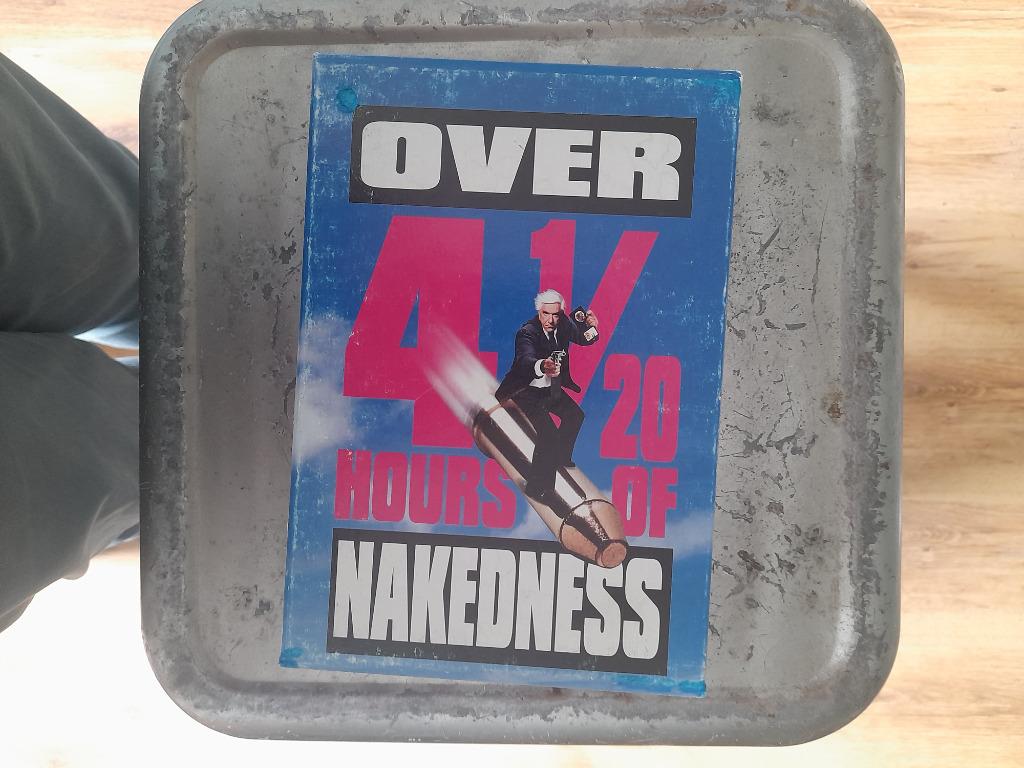 OVER
4 1/20
HOURS OF
NAKEDNESS